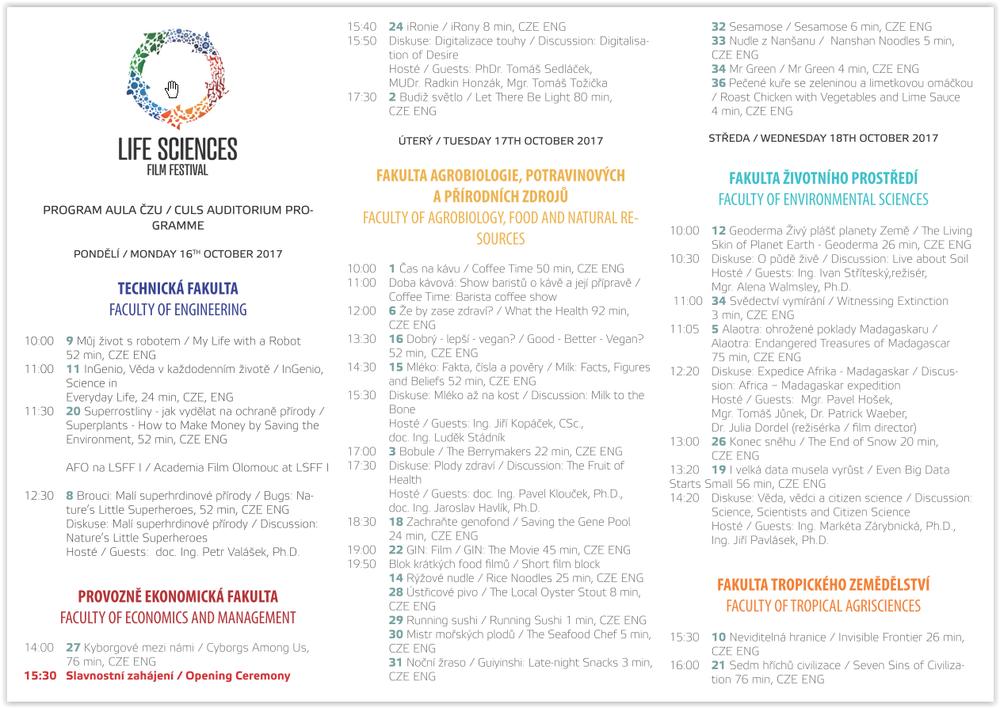 LIFE SCIENCES
FILM FESTIVAL
PROGRAM AULA ČZU / CULS AUDITORIUM PRO-
GRAMME
PONDĚLÍ / MONDAY 16TH OCTOBER 2017
TECHNICKÁ FAKULTA
FACULTY OF ENGINEERING
10:00 9 Můj život s robotem / My Life with a Robot
52 min, CZE ENG
11:00 11 InGenio, Věda v každodenním životě / InGenio,
Science in
Everyday Life, 24 min, CZE, ENG
11:30 20 Superrostliny - jak vydělat na ochraně přírody /
Superplants - How to Make Money by Saving the
Environment, 52 min, CZE ENG
AFO na LSFF I / Academia Film Olomouc at LSFF I
12:30 8 Brouci: Malí superhrdinové přírody / Bugs: Na-
ture's Little Superheroes, 52 min, CZE ENG
Diskuse: Malí superhrdinové přírody / Discussion:
Nature's Little Superheroes
Hosté / Guests: doc. Ing. Petr Valášek, Ph.D.
PROVOZNĚ EKONOMICKÁ FAKULTA
FACULTY OF ECONOMICS AND MANAGEMENT
14:00 27 Kyborgové mezi námi / Cyborgs Among Us,
76 min, CZE ENG
15:30 Slavnostní zahájení / Opening Ceremony
15:40 24 iRonie / iRony 8 min, CZE ENG
15:50 Diskuse: Digitalizace touhy / Discussion: Digitalisa-
tion of Desire
Hosté / Guests: PhDr. Tomáš Sedláček,
MUDr. Radkin Honzák, Mgr. Tomáš Tožička
17:30 2 Budiž světlo / Let There Be Light 80 min,
CZE ENG
ÚTERÝ / TUESDAY 17TH OCTOBER 2017
FAKULTA AGROBIOLOGIE, POTRAVINOVÝCH
A PŘÍRODNÍCH ZDROJŮ
FACULTY OF AGROBIOLOGY, FOOD AND NATURAL RE-
SOURCES
10:00 1 Čas na kávu / Coffee Time 50 min, CZE ENG
11:00 Doba kávová: Show baristů o kávě a její přípravě /
Coffee Time: Barista coffee show
12:00 6 Že by zase zdraví? / What the Health 92 min,
CZE ENG
13:30 16 Dobrý - lepší - vegan? / Good - Better - Vegan?
52 min, CZE ENG
14:30 15 Mléko: Fakta, čísla a pověry / Milk: Facts, Figures
and Beliefs 52 min, CZE ENG
15:30 Diskuse: Mléko až na kost / Discussion: Milk to the
Bone
Hosté / Guests: Ing. Jiří Kopáček, CSc.,
doc. Ing. Luděk Stádník
17:00 3 Bobule / The Berrymakers 22 min, CZE ENG
17:30 Diskuse: Plody zdraví / Discussion: The Fruit of
Health
Hosté / Guests: doc. Ing. Pavel Klouček, Ph.D.,
doc. Ing. Jaroslav Havlík, Ph.D.
18:30 18 Zachraňte genofond / Saving the Gene Pool
24 min, CZE ENG
19:00 22 GIN: Film / GIN: The Movie 45 min, CZE ENG
19:50 Blok krátkých food filmů / Short film block
14 Rýžové nudle / Rice Noodles 25 min, CZE ENG
28 Ústřicové pivo / The Local Oyster Stout 8 min,
CZE ENG
29 Running sushi / Running Sushi 1 min, CZE ENG
30 Mistr mořských plodů / The Seafood Chef 5 min,
CZE ENG
31 Noční žraso / Guiyinshi: Late-night Snacks 3 min,
CZE ENG
32 Sesamose / Sesamose 6 min, CZE ENG
33 Nudle z Nanšanu / Nanshan Noodles 5 min,
CZE ENG
34 Mr Green / Mr Green 4 min, CZE ENG
36 Pečené kuře se zeleninou a limetkovou omáčkou
/ Roast Chicken with Vegetables and Lime Sauce
4 min, CZE ENG
STŘEDA / WEDNESDAY 18TH OCTOBER 2017
FAKULTA ŽIVOTNÍHO PROSTŘEDÍ
FACULTY OF ENVIRONMENTAL SCIENCES
10:00 12 Geoderma Živý plášť planety Země / The Living
Skin of Planet Earth - Geoderma 26 min, CZE ENG
10:30 Diskuse: O půdě živě / Discussion: Live about Soil
Hosté / Guests: Ing. Ivan Stříteský,režisér,
Mgr. Alena Walmsley, Ph.D.
11:00 34 Svědectví vymírání / Witnessing Extinction
3 min, CZE ENG
11:05 5 Alaotra: ohrožené poklady Madagaskaru /
Alaotra: Endangered Treasures of Madagascar
75 min, CZE ENG
12:20 Diskuse: Expedice Afrika - Madagaskar / Discus-
sion: Africa – Madagaskar expedition
Hosté / Guests: Mgr. Pavel Hošek,
Mgr. Tomáš Jůnek, Dr. Patrick Waeber,
Dr. Julia Dordel (režisérka / film director)
13:00 26 Konec sněhu / The End of Snow 20 min,
CZE ENG
13:20 19 I velká data musela vyrůst / Even Big Data
Starts Small 56 min, CZE ENG
14:20 Diskuse: Věda, vědci a citizen science / Discussion:
Science, Scientists and Citizen Science
Hosté / Guests: Ing. Markéta Zárybnická, Ph.D.,
Ing. Jiří Pavlásek, Ph.D.
FAKULTA TROPICKÉHO ZEMĚDĚLSTVÍ
FACULTY OF TROPICAL AGRISCIENCES
15:30 10 Neviditelná hranice / Invisible Frontier 26 min,
CZE ENG
16:00 21 Sedm hříchů civilizace / Seven Sins of Civiliza-
tion 76 min, CZE ENG